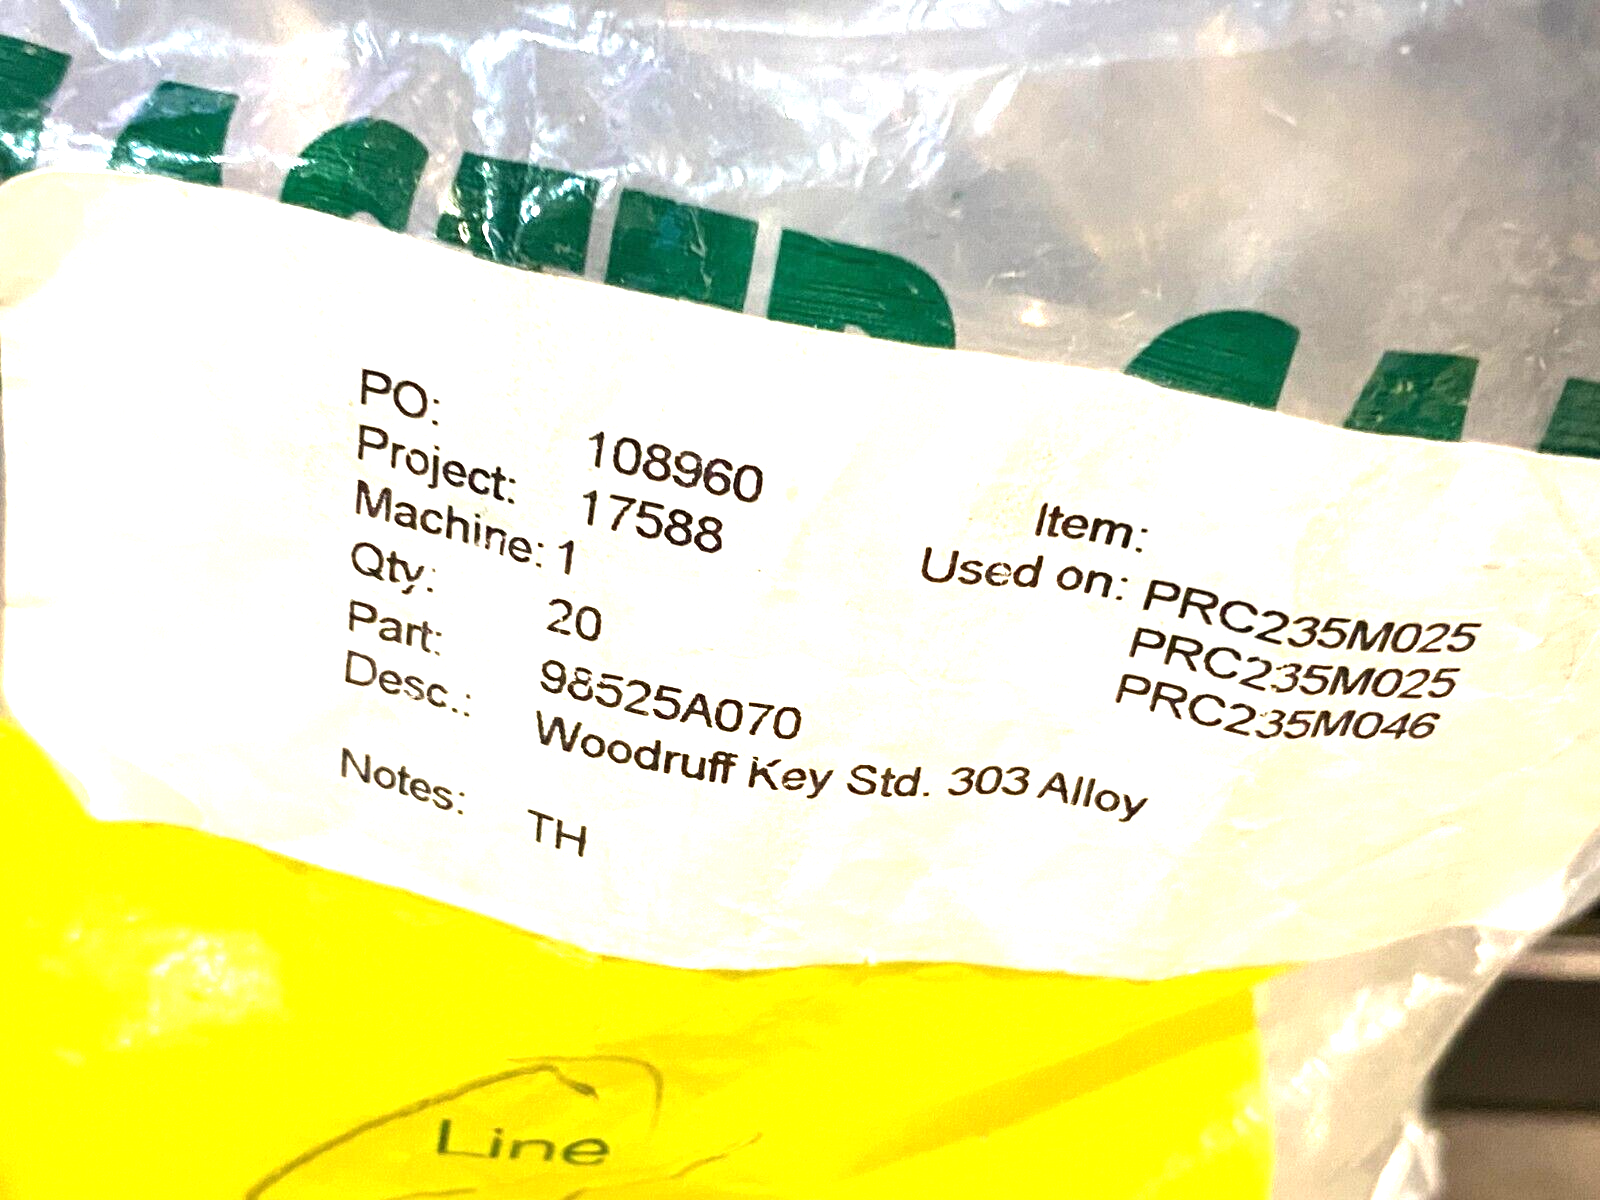 PO: 108960
Project: 17588
Machine: 1
Qty: 20
Part: 98525A070
Desc.: Woodruff Key Std. 303 Alloy
Notes: TH
Item:
Used on: PRC235M025
PRC235M025
PRC235M046
Line